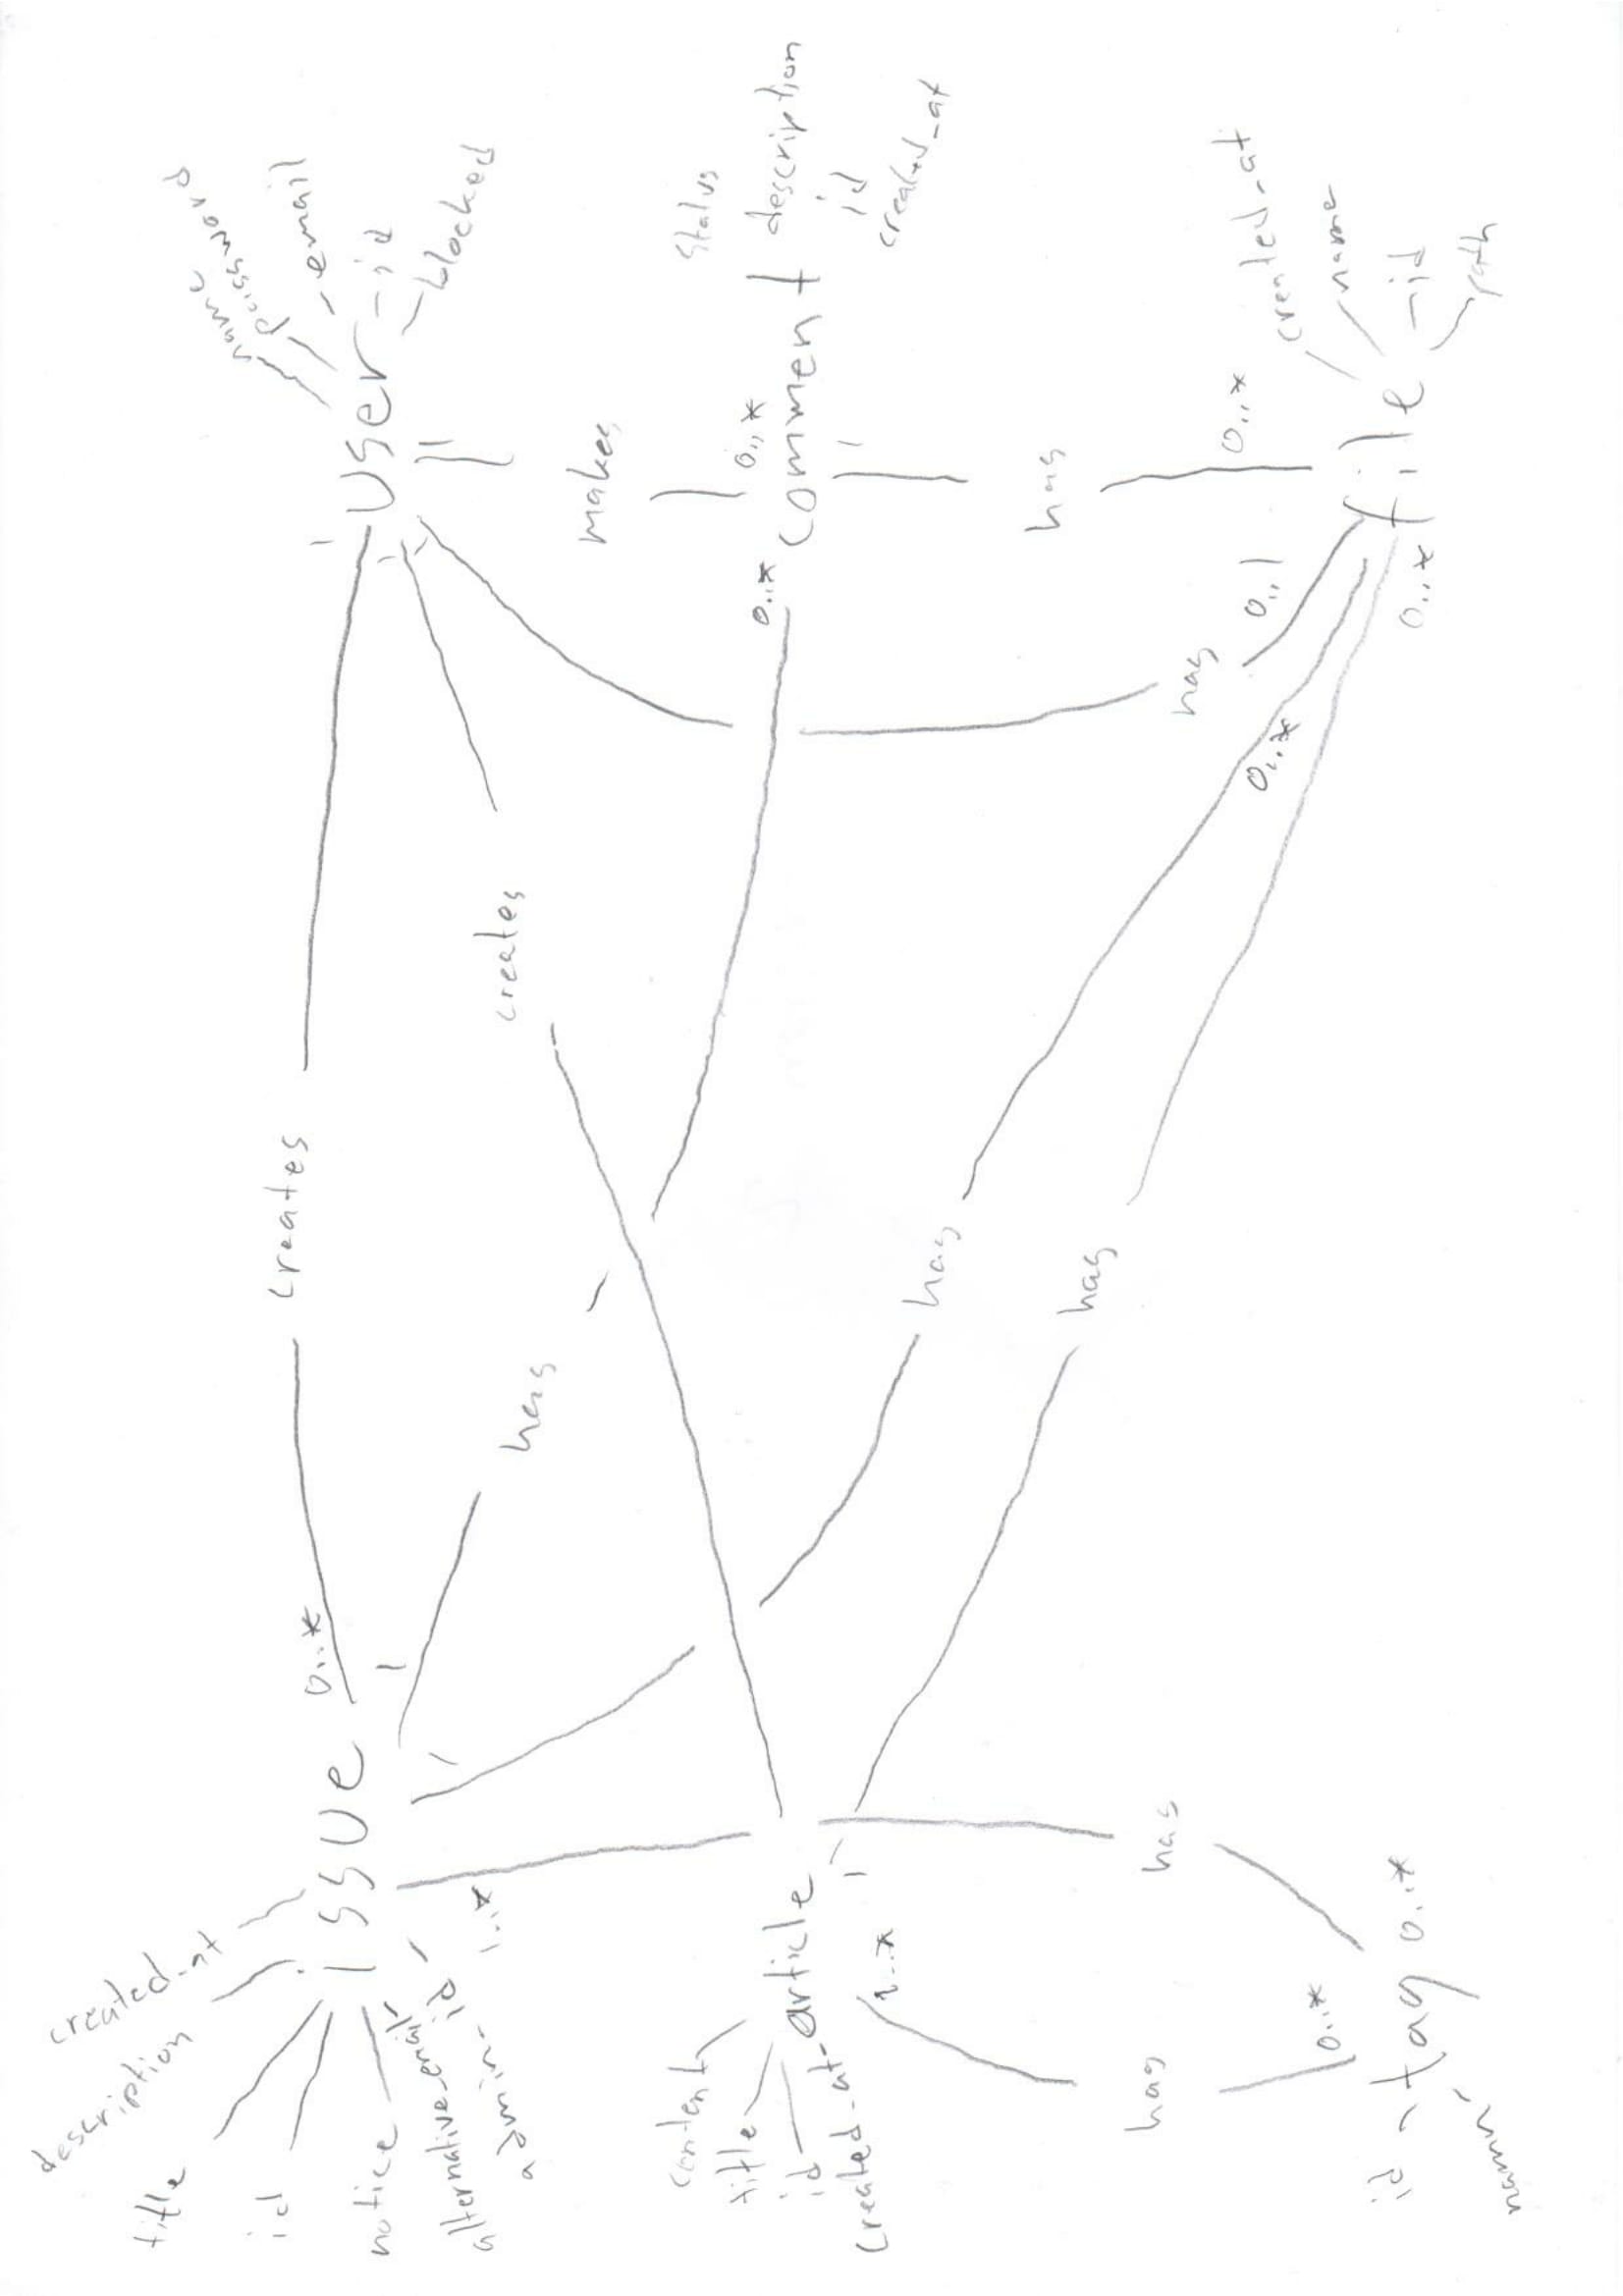 description
created_at
title
id
notice
alternative_email
admin_id
issue
0..*
1
creates
1
user
name
password
email
id
blocked
1
1
1..*
has
creates
1
makes
0..*
0..*
comment
status
description
id
created_at
content
title
id
created_at
article
1..*
1
1
has
has
has
has
has
has
0..*
0..1
0..*
0..*
0..*
id
tag
0..*
namn
file
created_at
name
id
path